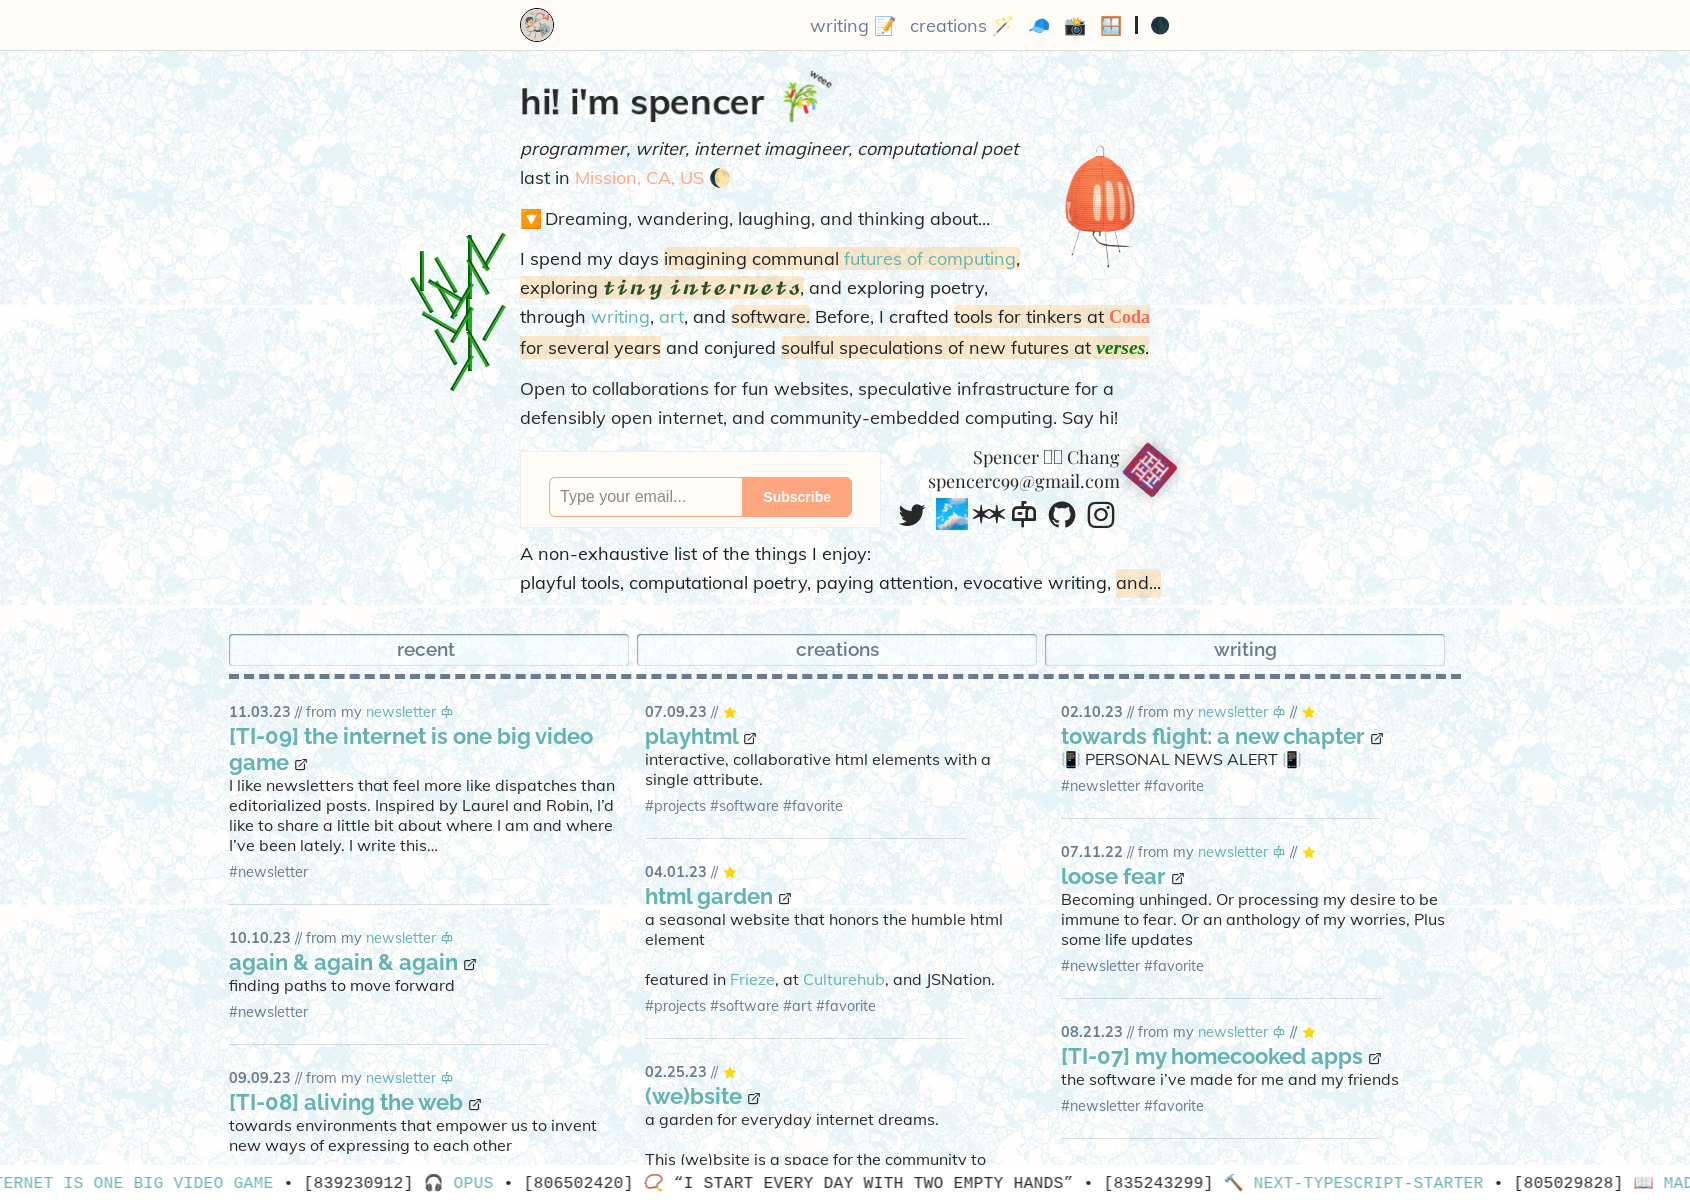 writing 📝 creations 🪄 🧢 📸 🪟 | 🌑
hi! i'm spencer
weee
programmer, writer, internet imagineer, computational poet
last in Mission, CA, US 🌔
🔽 Dreaming, wandering, laughing, and thinking about...
I spend my days imagining communal futures of computing,
exploring tiny internets, and exploring poetry,
through writing, art, and software. Before, I crafted tools for tinkers at Coda
for several years and conjured soulful speculations of new futures at verses.
Open to collaborations for fun websites, speculative infrastructure for a
defensibly open internet, and community-embedded computing. Say hi!
Type your email...
Subscribe
Spencer Chang
spencerc99@gmail.com
A non-exhaustive list of the things I enjoy:
playful tools, computational poetry, paying attention, evocative writing, and...
recent
creations
writing
11.03.23 // from my newsletter
[TI-09] the internet is one big video
game
I like newsletters that feel more like dispatches than
editorialized posts. Inspired by Laurel and Robin, I’d
like to share a little bit about where I am and where
I’ve been lately. I write this…
#newsletter
10.10.23 // from my newsletter
again & again & again
finding paths to move forward
#newsletter
09.09.23 // from my newsletter
[TI-08] aliving the web
towards environments that empower us to invent
new ways of expressing to each other
07.09.23 // ⭐
playhtml
interactive, collaborative html elements with a
single attribute.
#projects #software #favorite
04.01.23 // ⭐
html garden
a seasonal website that honors the humble html
element
featured in Frieze, at Culturehub, and JSNation.
#projects #software #art #favorite
02.25.23 // ⭐
(we)bsite
a garden for everyday internet dreams.
This (we)bsite is a space for the community to
02.10.23 // from my newsletter // ⭐
towards flight: a new chapter
📳 PERSONAL NEWS ALERT 📳
#newsletter #favorite
07.11.22 // from my newsletter // ⭐
loose fear
Becoming unhinged. Or processing my desire to be
immune to fear. Or an anthology of my worries, Plus
some life updates
#newsletter #favorite
08.21.23 // from my newsletter // ⭐
[TI-07] my homecooked apps
the software i’ve made for me and my friends
#newsletter #favorite
TERNET IS ONE BIG VIDEO GAME • [839230912] 🎧 OPUS • [806502420] 📿 “I START EVERY DAY WITH TWO EMPTY HANDS” • [835243299] 🔨 NEXT-TYPESCRIPT-STARTER • [805029828] 📖 MAD